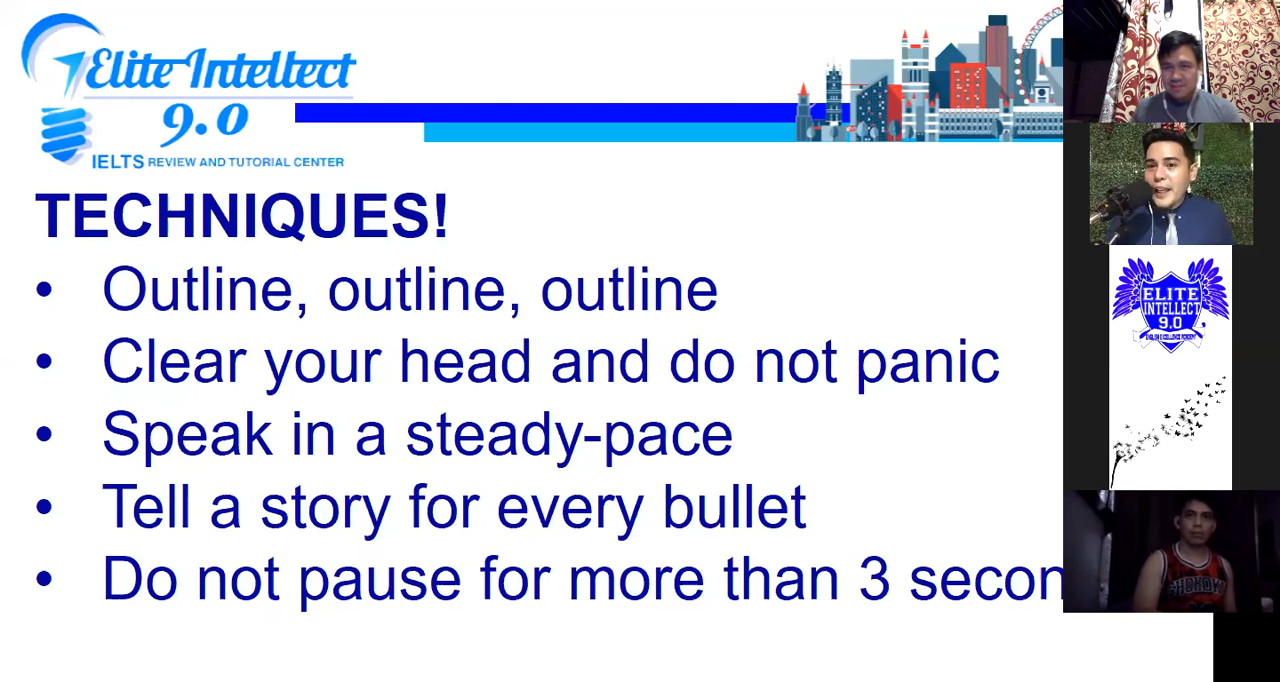 Elite Intellect
9.0
IELTS REVIEW AND TUTORIAL CENTER
TECHNIQUES!
• Outline, outline, outline
• Clear your head and do not panic
• Speak in a steady-pace
• Tell a story for every bullet
• Do not pause for more than 3 secon
ELITE
INTELLECT
9.0
SHOHOKU